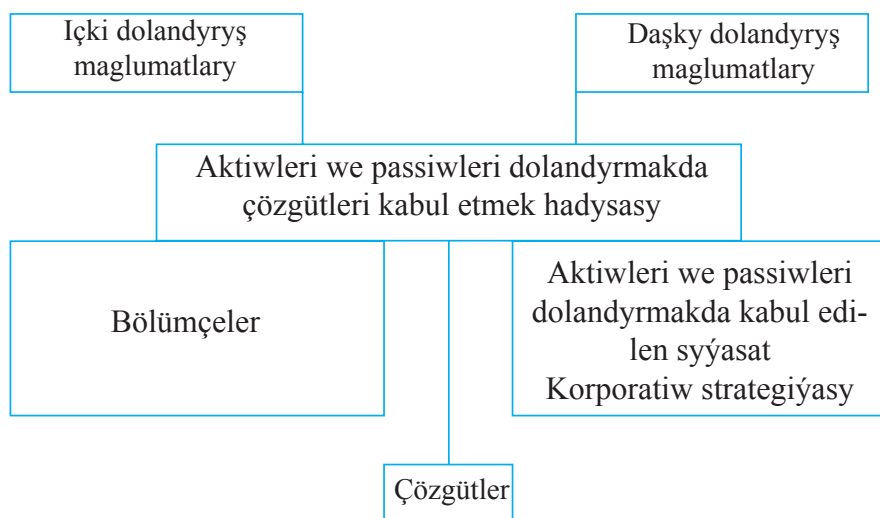 Içki dolandyryş
maglumatlary
Daşky dolandyryş
maglumatlary
Aktiwleri we passiwleri dolandyrmakda
çözgütleri kabul etmek hadysasy
Bölümçeler
Aktiwleri we passiwleri
dolandyrmakda kabul edi-
len syýasat
Korporatiw strategiýasy
Çözgütler